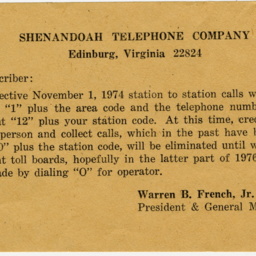 SHENANDOAH TELEPHONE COMPANY
Edinburg, Virginia 22824
criber:
ective November 1, 1974 station to station calls w
"1" plus the area code and the telephone numb
t "12" plus your station code. At this time, cred
person and collect calls, which in the past have b
0" plus the station code, will be eliminated until w
t toll boards, hopefully in the latter part of 1976
de by dialing "O" for operator.
Warren B. French, Jr.
President & General M